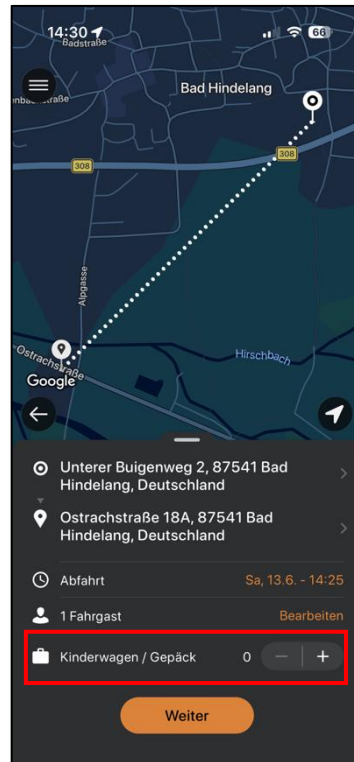 14:30
66
Badstraße
Bad Hindelang
308
308
Alpgasse
Ostrachstraße
Hirschbach
Google
Unterer Buigenweg 2, 87541 Bad
Hindelang, Deutschland
Ostrachstraße 18A, 87541 Bad
Hindelang, Deutschland
Abfahrt
Sa, 13.6. - 14:25
1 Fahrgast
Bearbeiten
Kinderwagen / Gepäck
0
Weiter